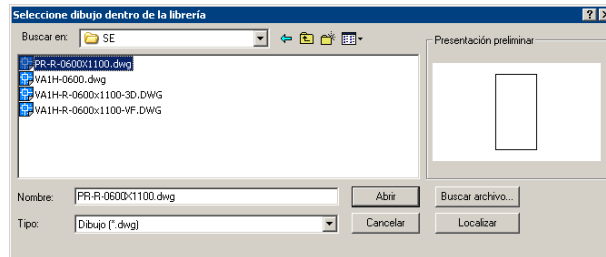 Seleccione dibujo dentro de la librería
Buscar en: SE
Presentación preliminar
PR-R-0600X1100.dwg
VA1H-0600.dwg
VA1H-R-0600x1100-3D.DWG
VA1H-R-0600x1100-VF.DWG
Nombre: PR-R-0600X1100.dwg Abrir Buscar archivo...
Tipo: Dibujo (*.dwg) Cancelar Localizar